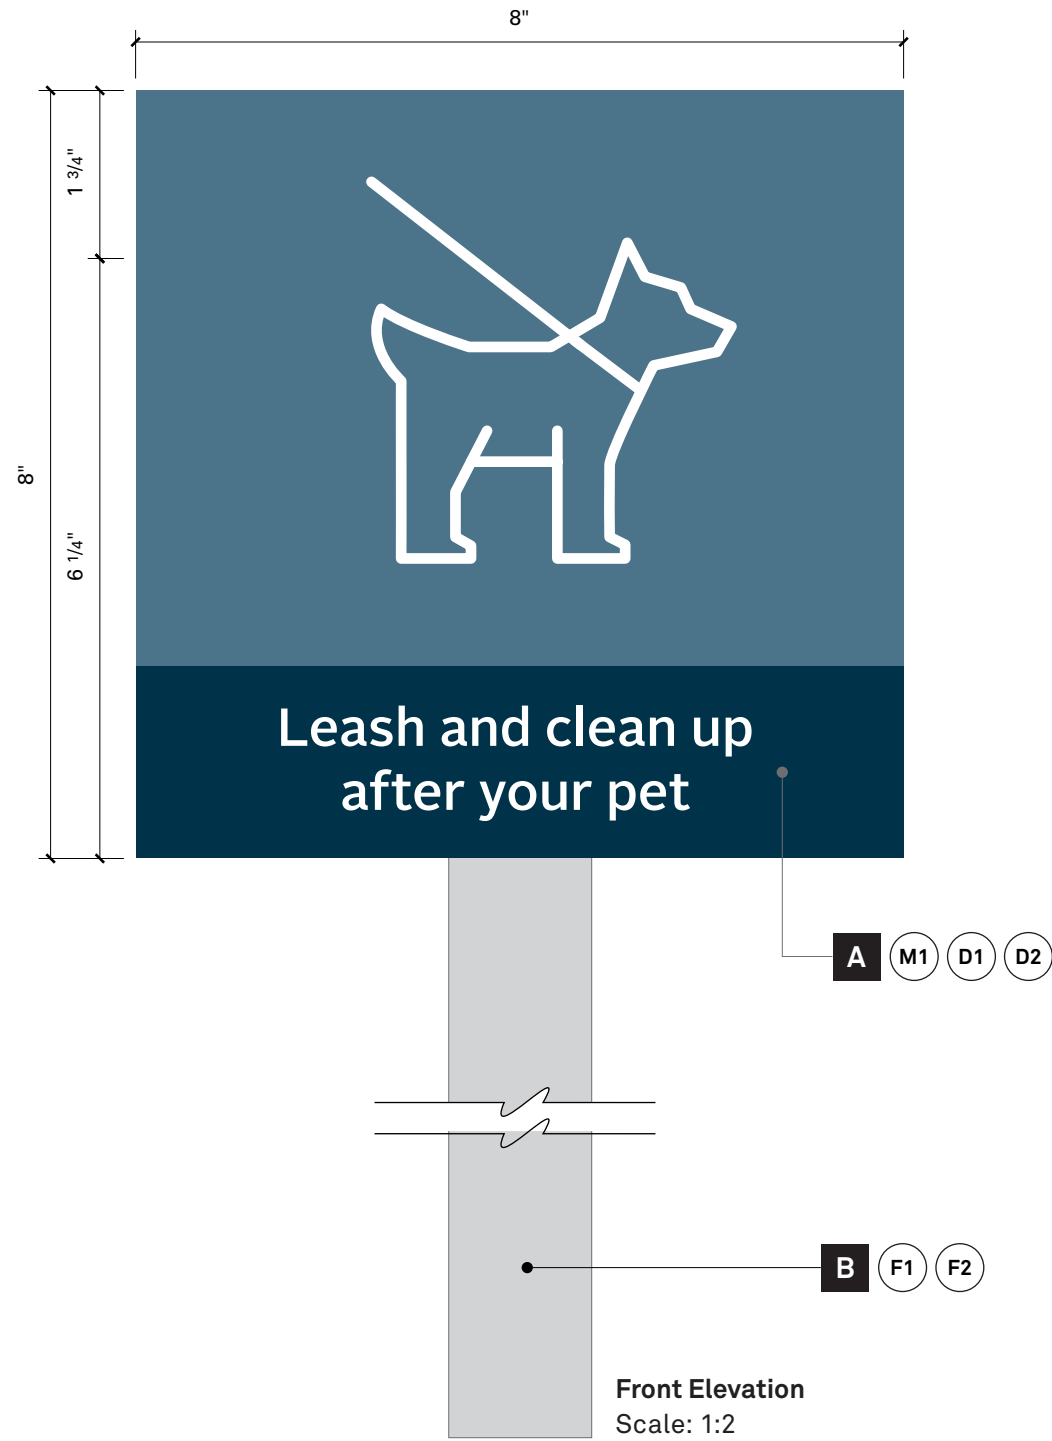 8"
1 3/4"
8"
6 1/4"
Leash and clean up
after your pet
A M1 D1 D2
B F1 F2
Front Elevation
Scale: 1:2